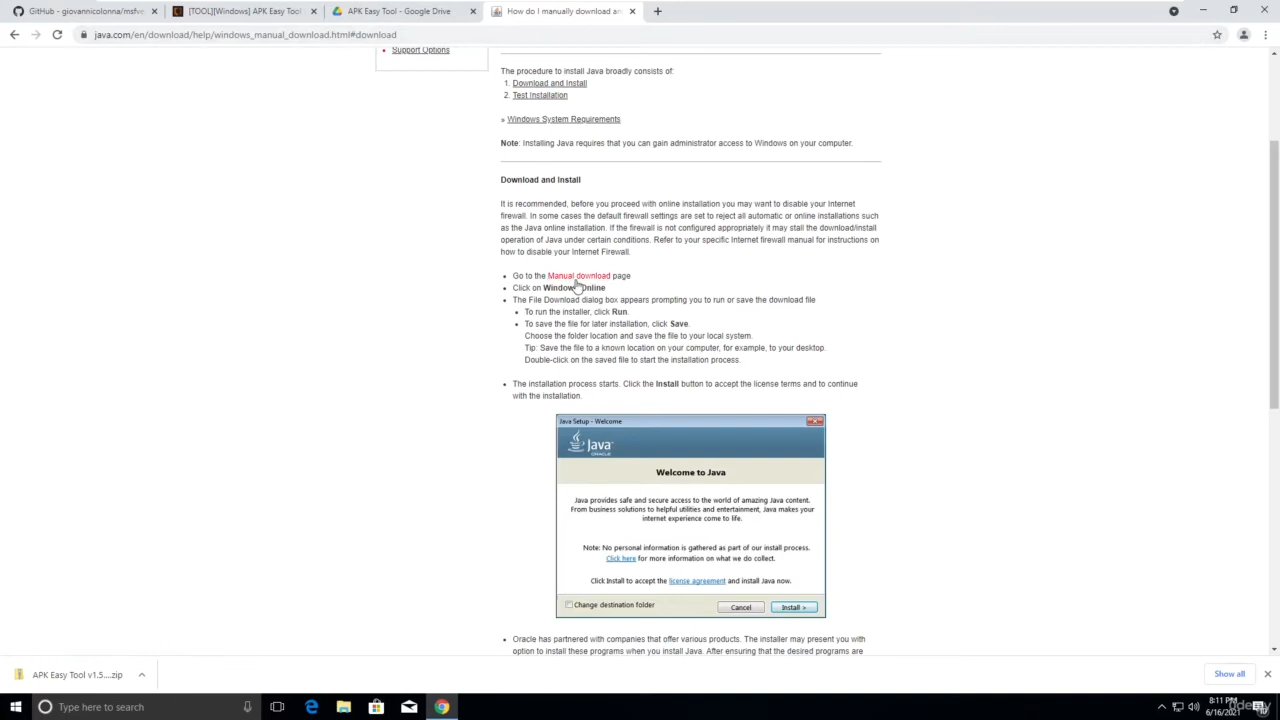 GitHub - giovannicolonna/msfve
[TOOL][Windows] APK Easy Tool
APK Easy Tool - Google Drive
How do I manually download an
java.com/en/download/help/windows_manual_download.html#download
Support Options
The procedure to install Java broadly consists of:
1. Download and Install
2. Test Installation
» Windows System Requirements
Note: Installing Java requires that you can gain administrator access to Windows on your computer.
Download and Install
It is recommended, before you proceed with online installation you may want to disable your Internet
firewall. In some cases the default firewall settings are set to reject all automatic or online installations such
as the Java online installation. If the firewall is not configured appropriately it may stall the download/install
operation of Java under certain conditions. Refer to your specific Internet firewall manual for instructions on
how to disable your Internet Firewall.
Go to the Manual download page
Click on Windows Online
The File Download dialog box appears prompting you to run or save the download file
To run the installer, click Run.
To save the file for later installation, click Save.
Choose the folder location and save the file to your local system.
Tip: Save the file to a known location on your computer, for example, to your desktop.
Double-click on the saved file to start the installation process.
The installation process starts. Click the Install button to accept the license terms and to continue
with the installation.
Java Setup - Welcome
Java
ORACLE
Welcome to Java
Java provides safe and secure access to the world of amazing Java content.
From business solutions to helpful utilities and entertainment, Java makes your
internet experience come to life.
Note: No personal information is gathered as part of our install process.
Click here for more information on what we do collect.
Click Install to accept the license agreement and install Java now.
Change destination folder
Cancel
Install >
Oracle has partnered with companies that offer various products. The installer may present you with
option to install these programs when you install Java. After ensuring that the desired programs are
APK Easy Tool v1.5....zip
Show all
Type here to search
8:11 PM
6/16/2021
Udemy